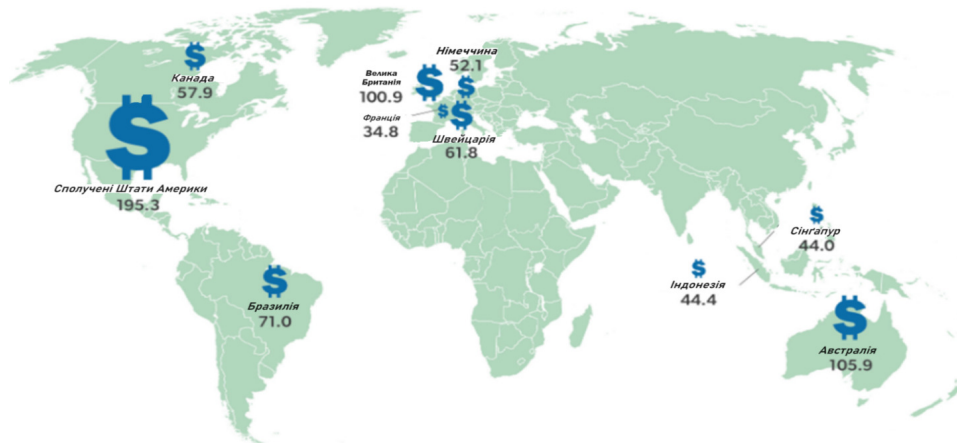 Канада
57.9
Сполучені Штати Америки
195.3
Бразилія
71.0
Німеччина
52.1
Велика
Британія
100.9
Франція
34.8
Швейцарія
61.8
Сінгапур
44.0
Індонезія
44.4
Австралія
105.9